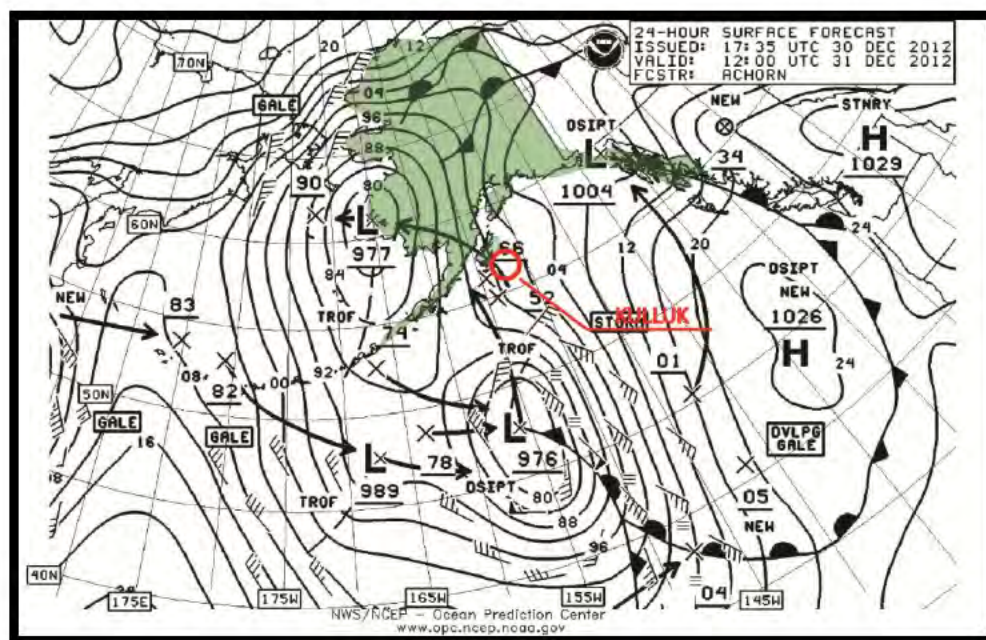 24-HOUR SURFACE FORECAST
ISSUED: 17:35 UTC 30 DEC 2012
VALID: 12:00 UTC 31 DEC 2012
FCSTR: ACHORN
20
12
70N
GALE
04
96
88
90
80
NEW
STNRY
H
1029
DSIPT
L
1004
34
60N
L
977
84
66
04
12
20
24
DSIPT
NEW
1026
H
24
NEW
83
TROF
74
52
STORM
KULLUK
TROF
01
08
82
00
92
50N
GALE
16
GALE
L
976
DVLPG
GALE
L
989
78
DSIPT
80
TROF
88
96
05
NEW
40N
175E
175W
165W
155W
04
145W
NWS/NCEP – Ocean Prediction Center
www.opc.ncep.noaa.gov